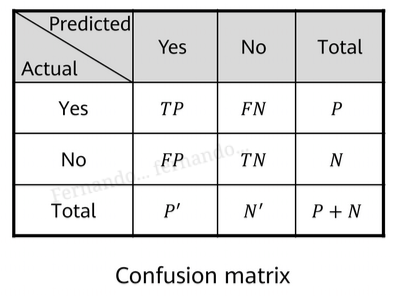 Predicted
Actual
Yes No Total
Yes TP FN P
No FP TN N
Total P′ N′ P + N
Fernando... fernando...
Confusion matrix